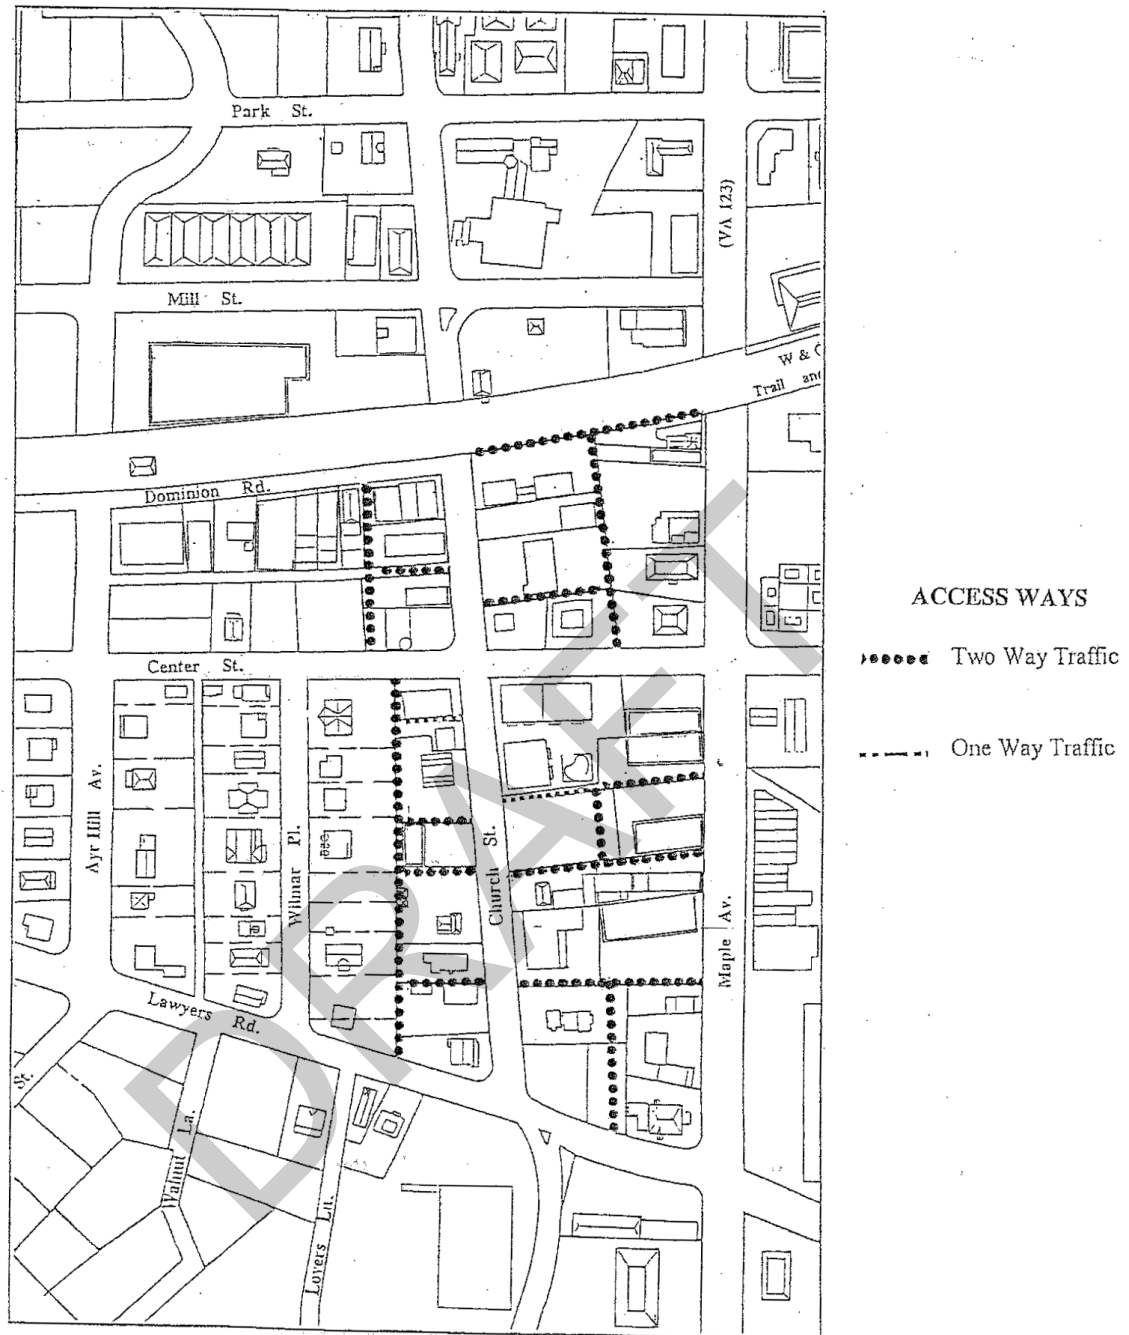 Park St.
(VA 123)
Mill St.
W & O
Trail and
Dominion Rd.
ACCESS WAYS
Two Way Traffic
One Way Traffic
Center St.
Ayr Hill Av.
Wilmar Pl.
Church St.
Maple Av.
Lawyers Rd.
St.
Walnut La.
Lovers Ln.
DRAFT